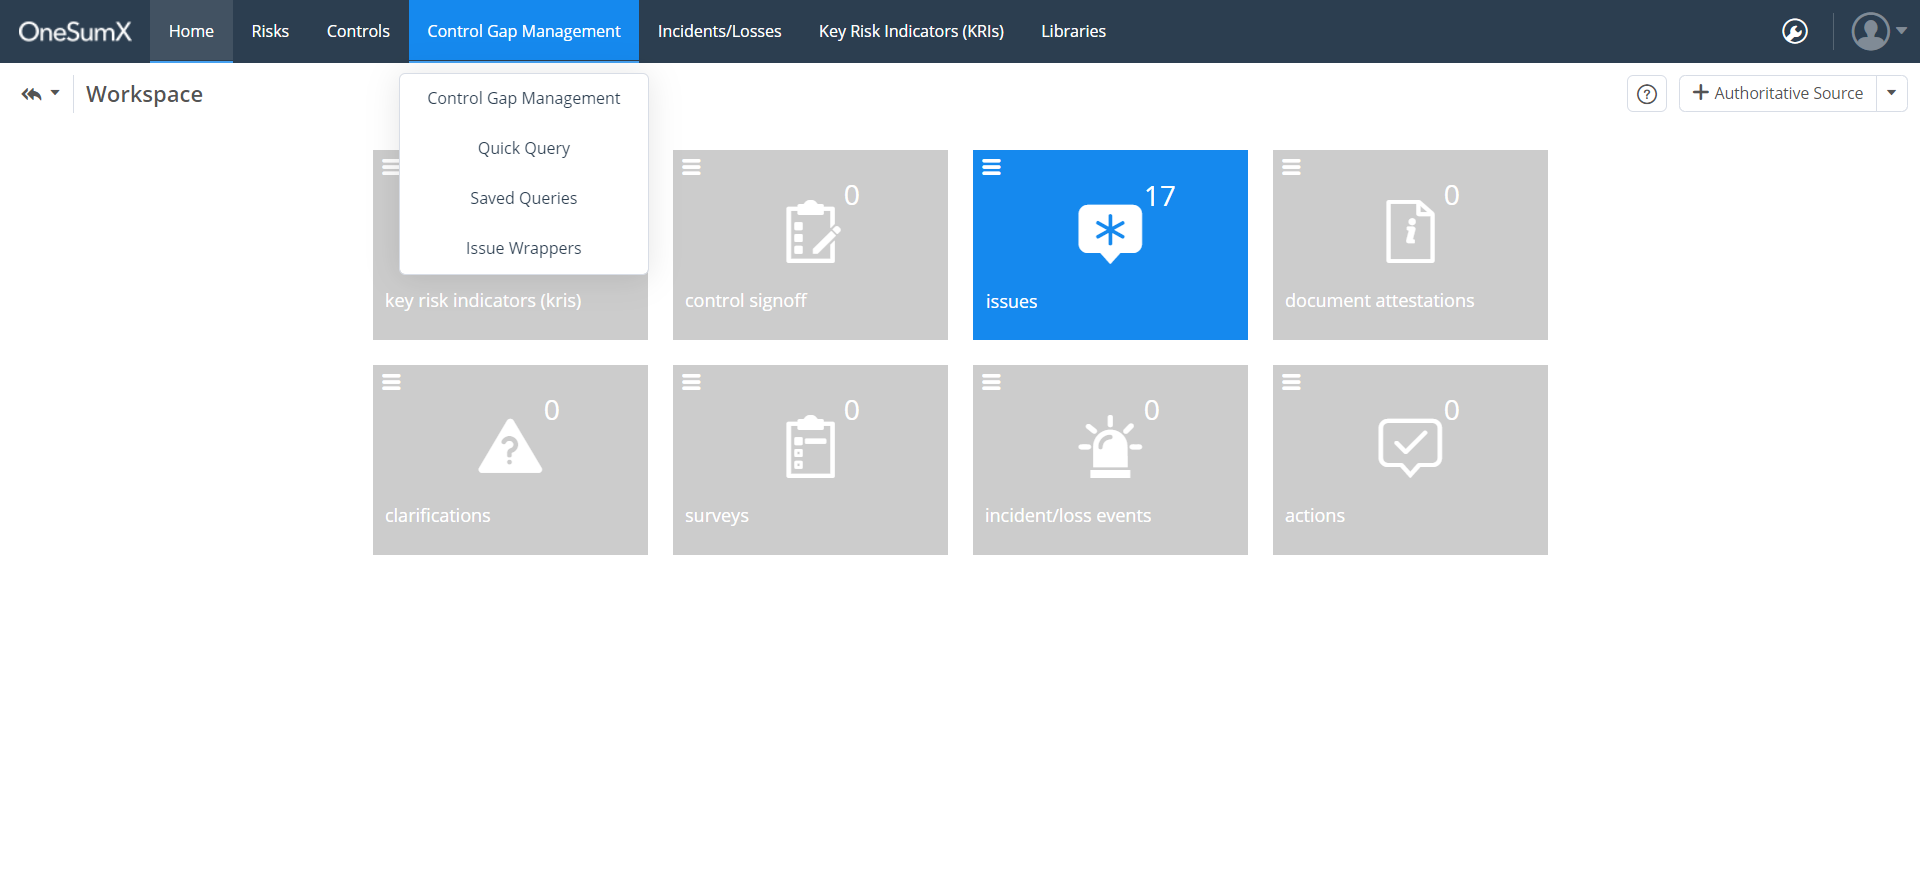 OneSumX
Home
Risks
Controls
Control Gap Management
Incidents/Losses
Key Risk Indicators (KRIs)
Libraries
Workspace
?
Authoritative Source
Control Gap Management
Quick Query
Saved Queries
Issue Wrappers
key risk indicators (kris)
0
control signoff
17
issues
0
document attestations
0
clarifications
0
surveys
0
incident/loss events
0
actions